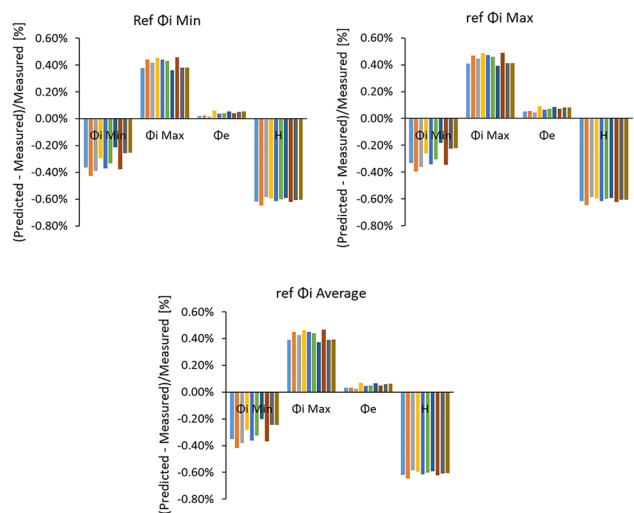 Ref Φi Min
(Predicted - Measured)/Measured [%]
0.60%
0.40%
0.20%
0.00%
-0.20%
-0.40%
-0.60%
-0.80%
Φi Min
Φi Max
Φe
H
ref Φi Max
(Predicted - Measured)/Measured [%]
0.60%
0.40%
0.20%
0.00%
-0.20%
-0.40%
-0.60%
-0.80%
Φi Min
Φi Max
Φe
H
ref Φi Average
(Predicted - Measured)/Measured [%]
0.60%
0.40%
0.20%
0.00%
-0.20%
-0.40%
-0.60%
-0.80%
Φi Min
Φi Max
Φe
H